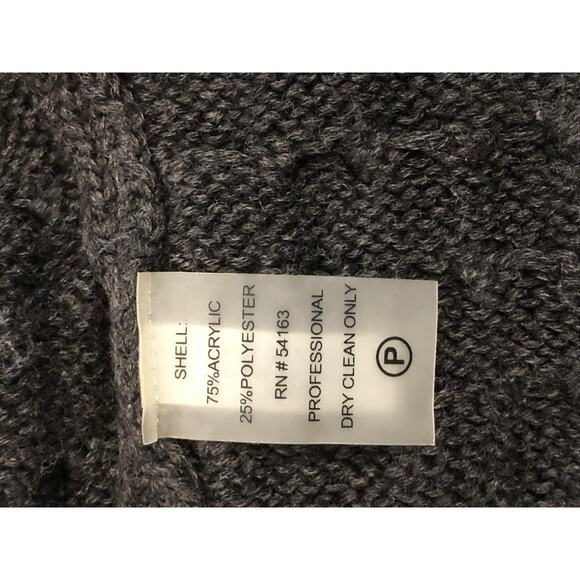 SHELL:
75%ACRYLIC
25%POLYESTER
RN # 54163
PROFESSIONAL
DRY CLEAN ONLY
P